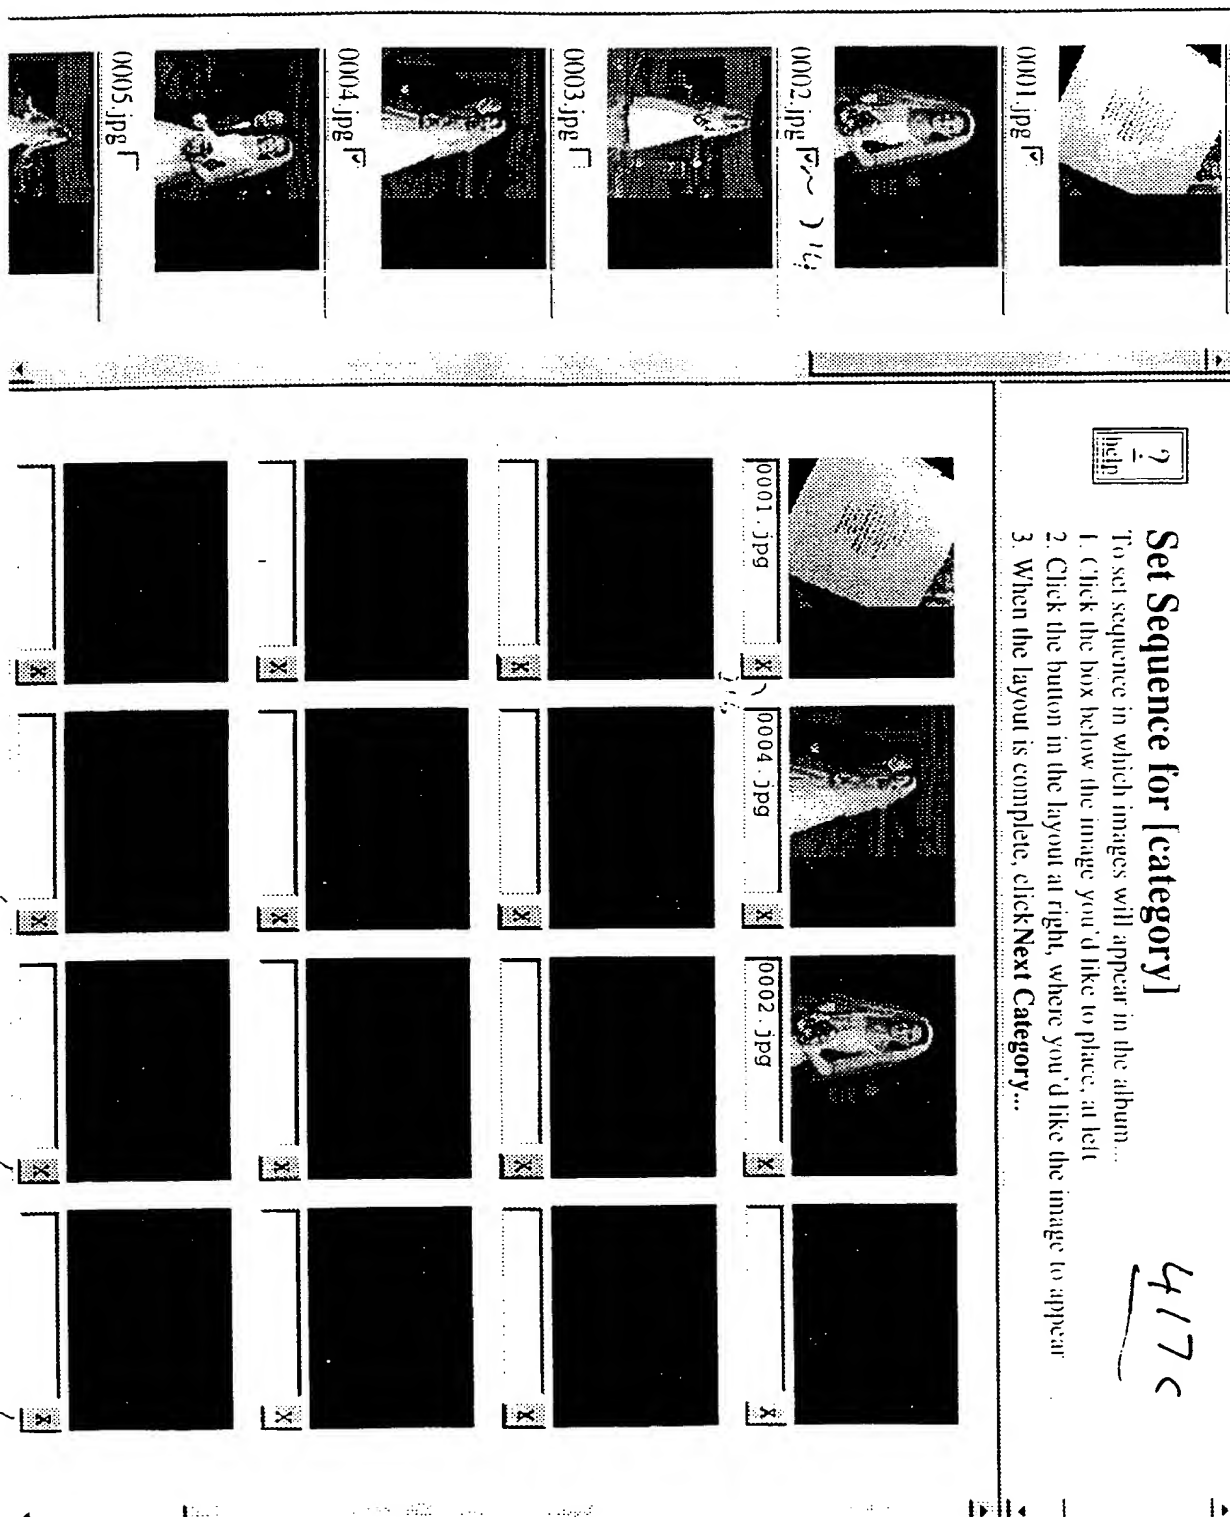 0001.jpg
0002.jpg
0003.jpg
0004.jpg
0005.jpg
?
help
Set Sequence for [category]
To set sequence in which images will appear in the album...
1. Click the box below the image you'd like to place, at left
2. Click the button in the layout at right, where you'd like the image to appear
3. When the layout is complete, clickNext Category...
417c
0001.jpg X
0004.jpg X
0002.jpg X
X
X
X
X
X
X
X
X
X
X
X
X
X